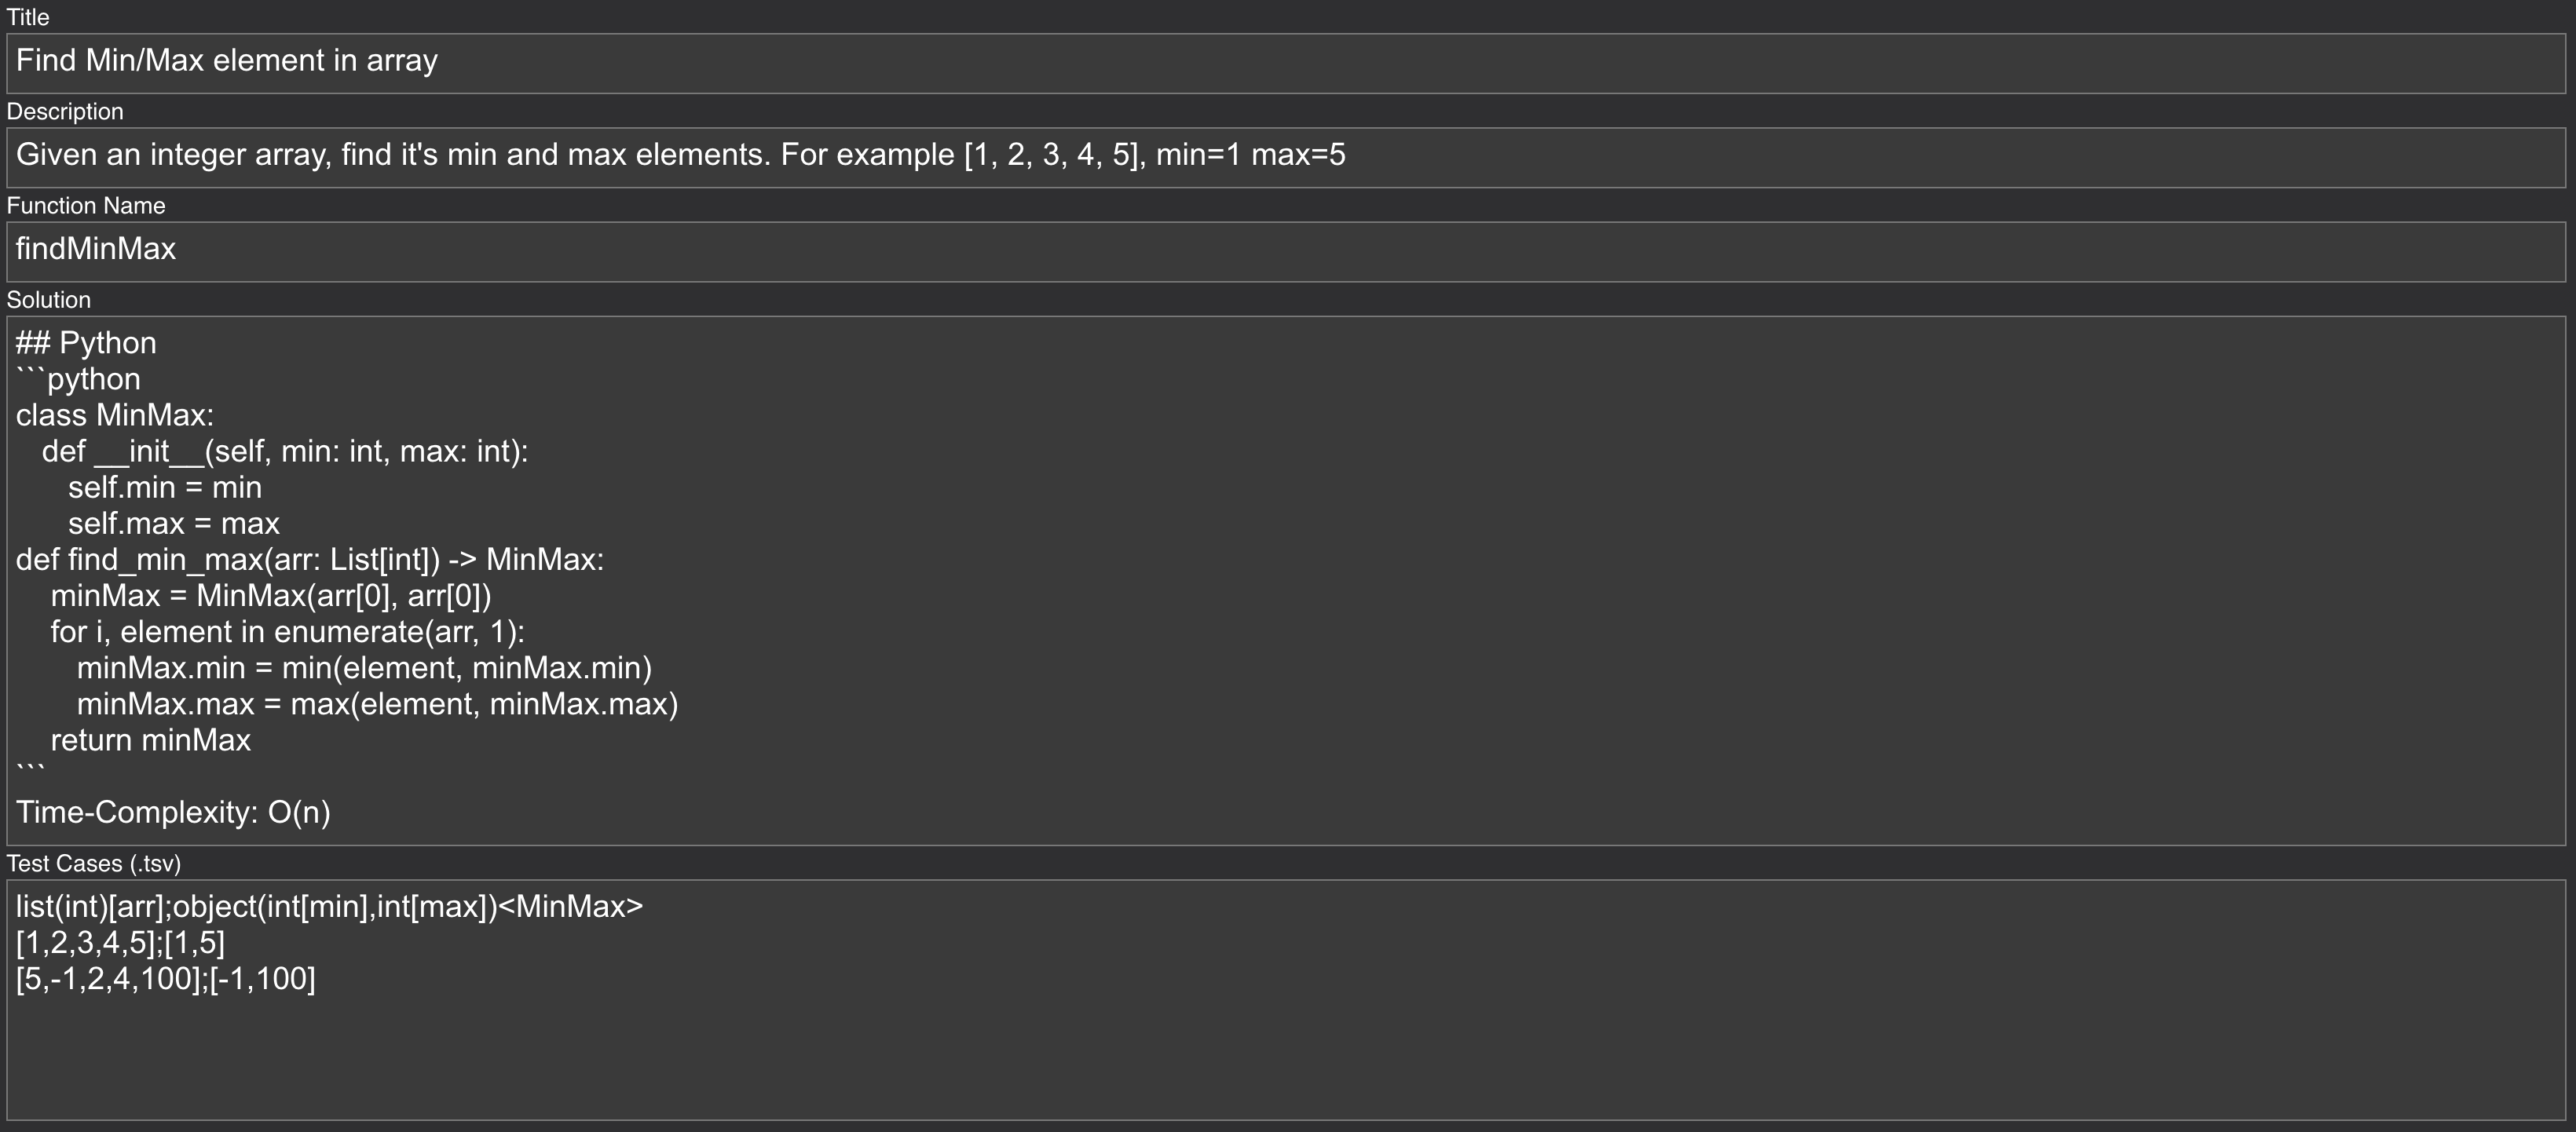 Title
Find Min/Max element in array
Description
Given an integer array, find it's min and max elements. For example [1, 2, 3, 4, 5], min=1 max=5
Function Name
findMinMax
Solution
## Python
```python
class MinMax:
   def __init__(self, min: int, max: int):
      self.min = min
      self.max = max
def find_min_max(arr: List[int]) -> MinMax:
    minMax = MinMax(arr[0], arr[0])
    for i, element in enumerate(arr, 1):
       minMax.min = min(element, minMax.min)
       minMax.max = max(element, minMax.max)
    return minMax
```
Time-Complexity: O(n)
Test Cases (.tsv)
list(int)[arr];object(int[min],int[max])<MinMax>
[1,2,3,4,5];[1,5]
[5,-1,2,4,100];[-1,100]